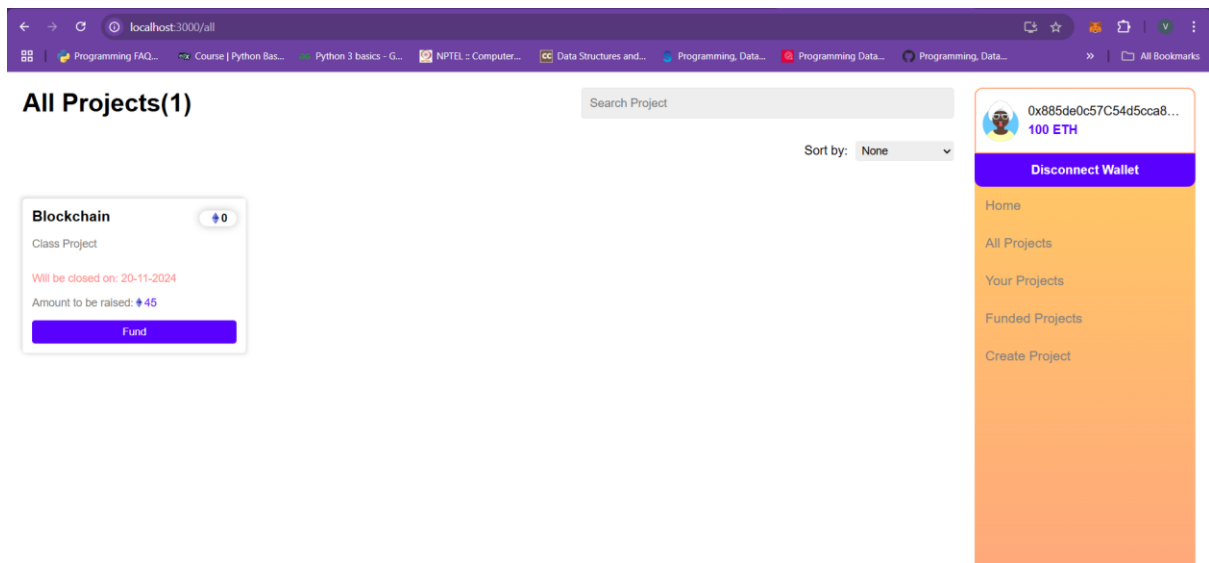 localhost:3000/all
Programming FAQ... Course | Python Bas... Python 3 basics - G... NPTEL :: Computer... CC Data Structures and... Programming, Data... Programming Data... Programming, Data... » All Bookmarks
V
All Projects(1)
Search Project
Sort by: None
Blockchain
0
Class Project
Will be closed on: 20-11-2024
Amount to be raised: 45
Fund
0x885de0c57C54d5cca8...
100 ETH
Disconnect Wallet
Home
All Projects
Your Projects
Funded Projects
Create Project